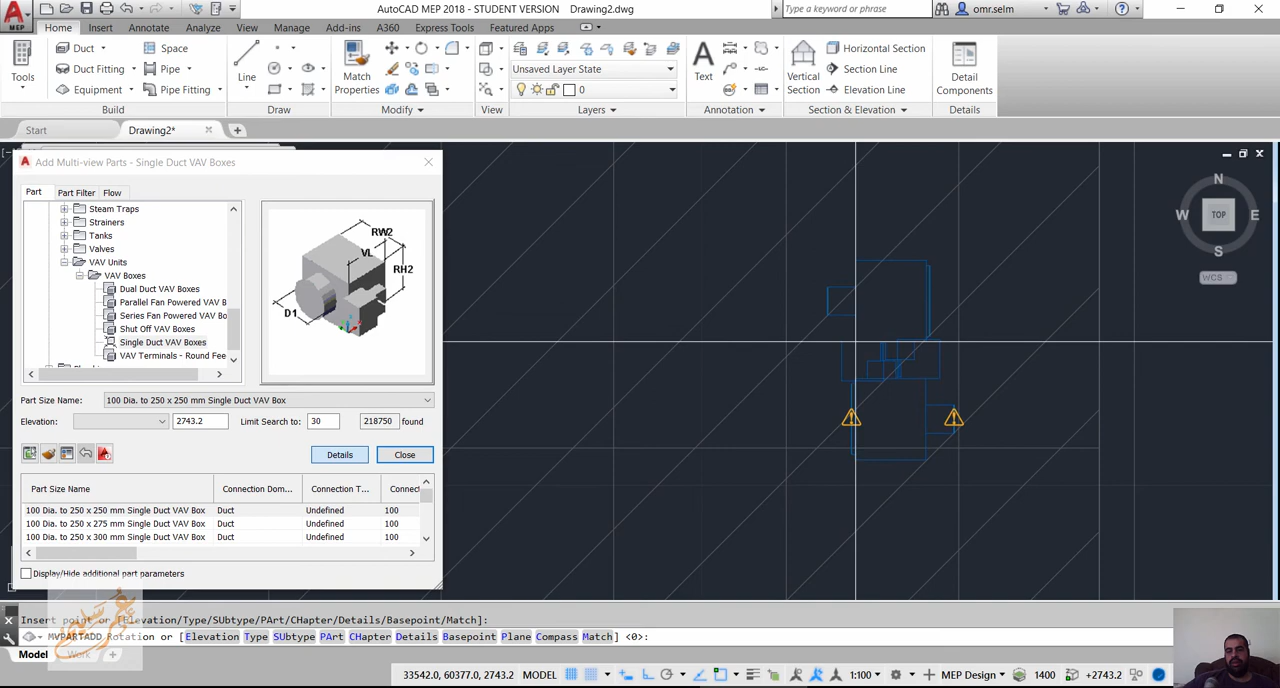 AutoCAD MEP 2018 - STUDENT VERSION Drawing2.dwg
Type a keyword or phrase
omr.selm
MEP
Home Insert Annotate Analyze View Manage Add-ins A360 Express Tools Featured Apps
Tools
Duct
Duct Fitting
Equipment
Space
Pipe
Pipe Fitting
Line
Match
Properties
Unsaved Layer State
0
Text
Vertical
Section
Horizontal Section
Section Line
Elevation Line
Detail
Components
Build Draw Modify View Layers Annotation Section & Elevation Details
Start Drawing2*
Add Multi-view Parts - Single Duct VAV Boxes
Part Part Filter Flow
Steam Traps
Strainers
Tanks
Valves
VAV Units
VAV Boxes
Dual Duct VAV Boxes
Parallel Fan Powered VAV B
Series Fan Powered VAV Bo
Shut Off VAV Boxes
Single Duct VAV Boxes
VAV Terminals - Round Fee
RW2
VL
RH2
D1
Part Size Name: 100 Dia. to 250 x 250 mm Single Duct VAV Box
Elevation: 2743.2 Limit Search to: 30 218750 found
Details Close
Part Size Name Connection Dom... Connection T... Connect
100 Dia. to 250 x 250 mm Single Duct VAV Box Duct Undefined 100
100 Dia. to 250 x 275 mm Single Duct VAV Box Duct Undefined 100
100 Dia. to 250 x 300 mm Single Duct VAV Box Duct Undefined 100
Display/Hide additional part parameters
N
W TOP E
S
WCS
Insert point or [Elevation/Type/SUbtype/PArt/CHapter/Details/Basepoint/Match]:
MVPARTADD Rotation or [Elevation Type SUbtype PArt CHapter Details Basepoint Plane Compass Match] <0>:
Model Work
33542.0, 60377.0, 2743.2 MODEL 1:100 MEP Design 1400 +2743.2